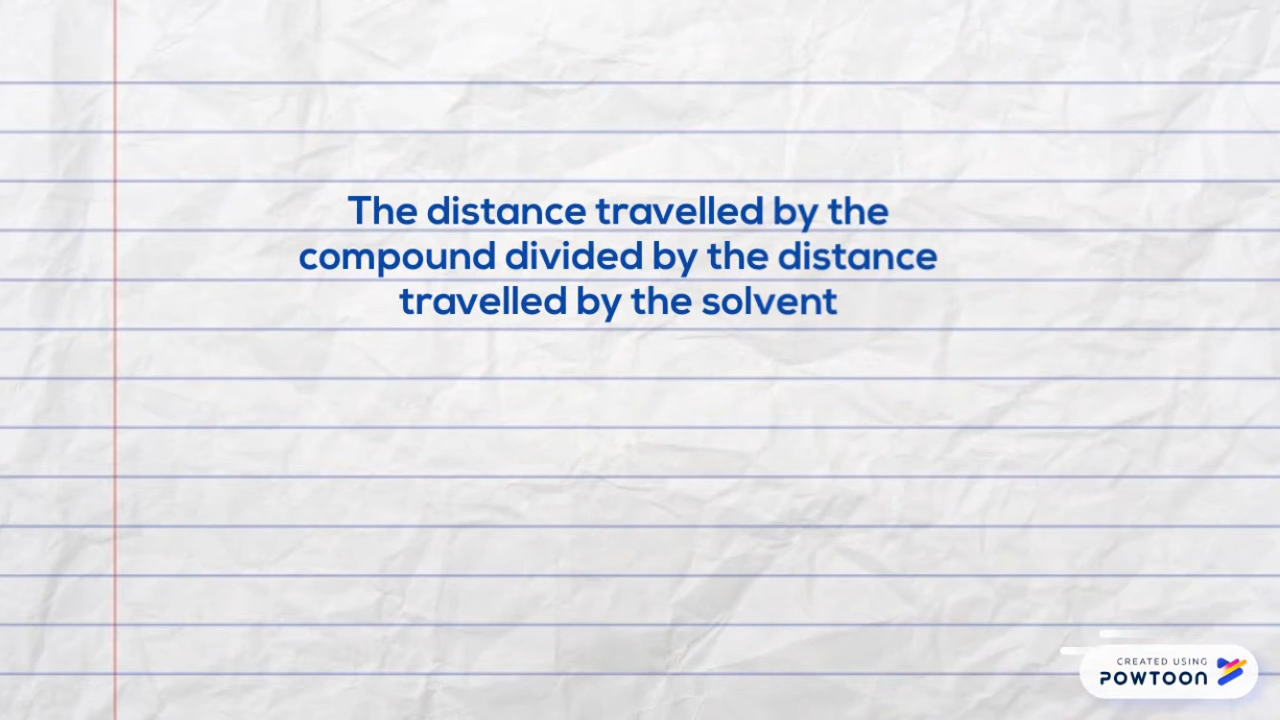 The distance travelled by the
compound divided by the distance
travelled by the solvent
CREATED USING
POWTOON